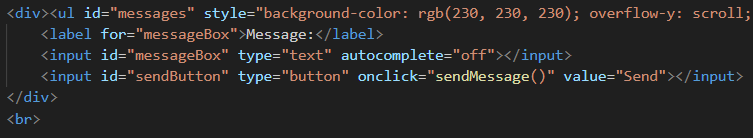 <div><ul id="messages" style="background-color: rgb(230, 230, 230); overflow-y: scroll;
<label for="messageBox">Message:</label>
<input id="messageBox" type="text" autocomplete="off"></input>
<input id="sendButton" type="button" onclick="sendMessage()" value="Send"></input>
</div>
<br>